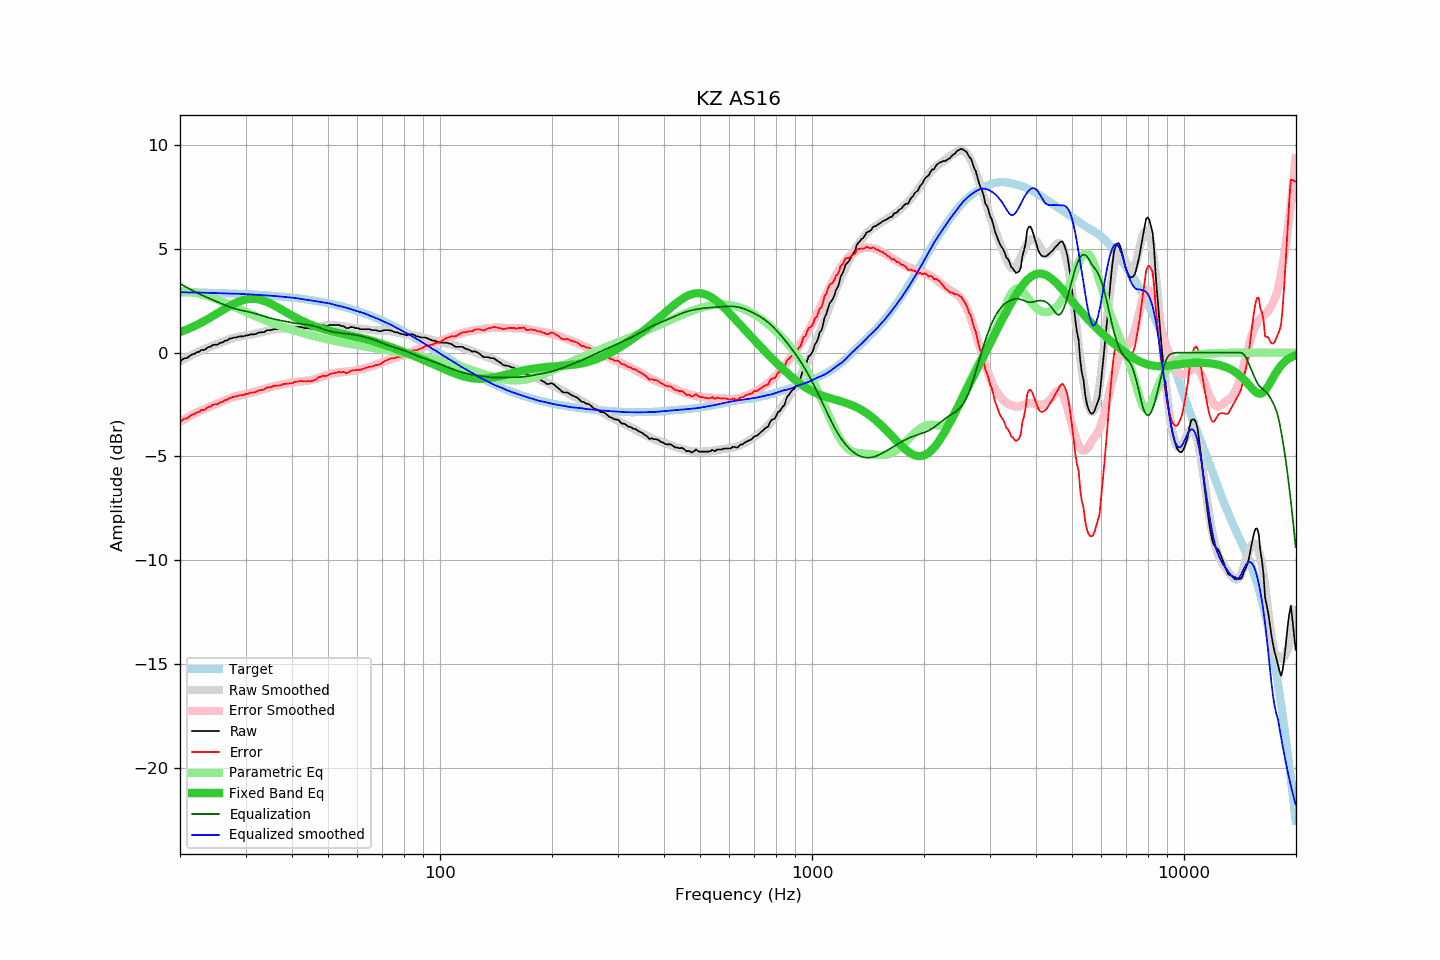 KZ AS16
10
5
0
−5
−10
−15
−20
Amplitude (dBr)
Target
Raw Smoothed
Error Smoothed
Raw
Error
Parametric Eq
Fixed Band Eq
Equalization
Equalized smoothed
100
1000
10000
Frequency (Hz)